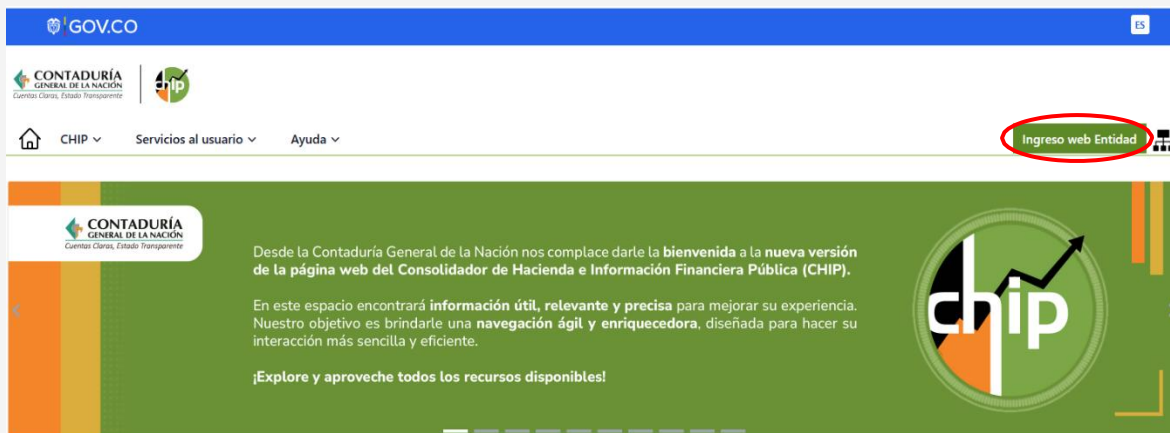 GOV.CO
ES
CONTADURÍA
GENERAL DE LA NACIÓN
Cuentas Claras, Estado Transparente
chip
CHIP
Servicios al usuario
Ayuda
Ingreso web Entidad
CONTADURÍA
GENERAL DE LA NACIÓN
Cuentas Claras, Estado Transparente
Desde la Contaduría General de la Nación nos complace darle la bienvenida a la nueva versión
de la página web del Consolidador de Hacienda e Información Financiera Pública (CHIP).
En este espacio encontrará información útil, relevante y precisa para mejorar su experiencia.
Nuestro objetivo es brindarle una navegación ágil y enriquecedora, diseñada para hacer su
interacción más sencilla y eficiente.
¡Explore y aproveche todos los recursos disponibles!
chip